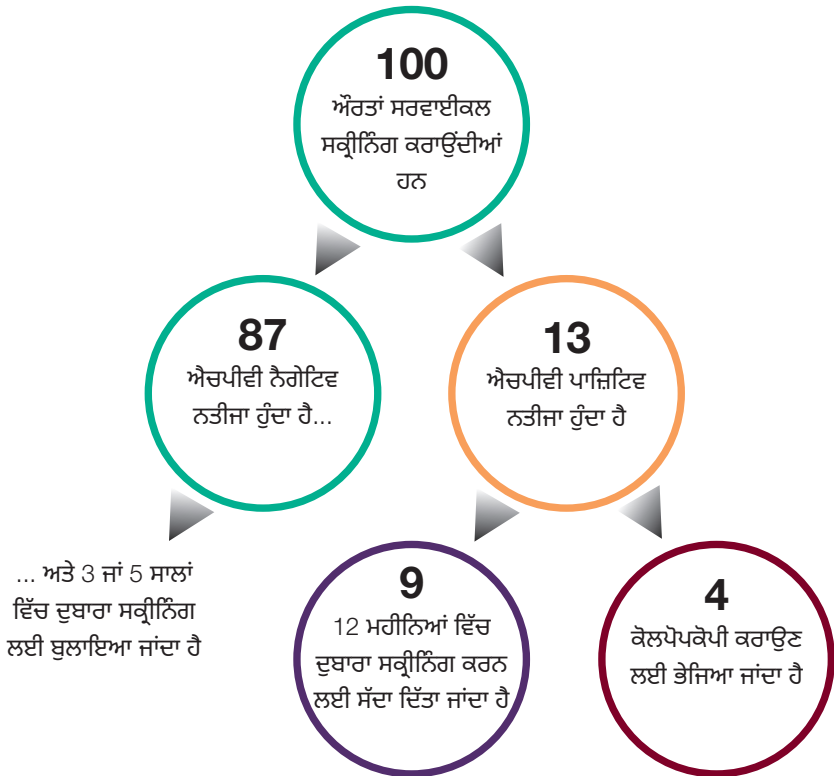 100
ਔਰਤਾਂ ਸਰਵਾਈਕਲ
ਸਕ੍ਰੀਨਿੰਗ ਕਰਾਉਂਦੀਆਂ
ਹਨ
87
ਐਚਪੀਵੀ ਨੈਗੇਟਿਵ
ਨਤੀਜਾ ਹੁੰਦਾ ਹੈ...
13
ਐਚਪੀਵੀ ਪਾਜ਼ਿਟਿਵ
ਨਤੀਜਾ ਹੁੰਦਾ ਹੈ
... ਅਤੇ 3 ਜਾਂ 5 ਸਾਲਾਂ
ਵਿੱਚ ਦੁਬਾਰਾ ਸਕ੍ਰੀਨਿੰਗ
ਲਈ ਬੁਲਾਇਆ ਜਾਂਦਾ ਹੈ
9
12 ਮਹੀਨਿਆਂ ਵਿੱਚ
ਦੁਬਾਰਾ ਸਕ੍ਰੀਨਿੰਗ ਕਰਨ
ਲਈ ਸੱਦਾ ਦਿੱਤਾ ਜਾਂਦਾ ਹੈ
4
ਕੋਲਪੋਪਕੋਪੀ ਕਰਾਉਣ
ਲਈ ਭੇਜਿਆ ਜਾਂਦਾ ਹੈ